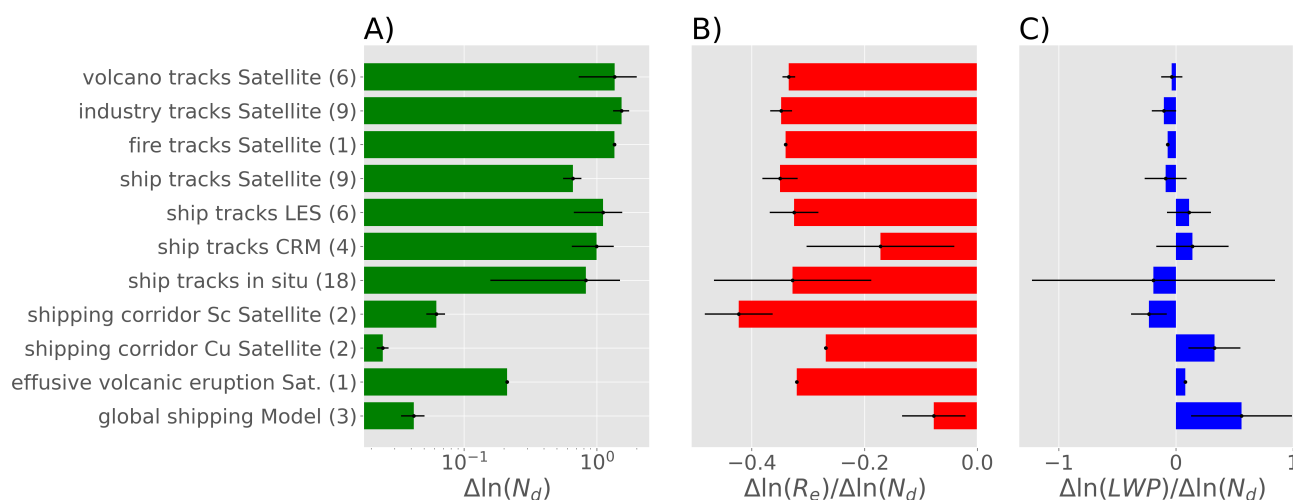 A) B) C)
volcano tracks Satellite (6)
industry tracks Satellite (9)
fire tracks Satellite (1)
ship tracks Satellite (9)
ship tracks LES (6)
ship tracks CRM (4)
ship tracks in situ (18)
shipping corridor Sc Satellite (2)
shipping corridor Cu Satellite (2)
effusive volcanic eruption Sat. (1)
global shipping Model (3)
10⁻¹ 10⁰ −0.4 −0.2 0.0 −1 0 1
Δln(N_d) Δln(R_e)/Δln(N_d) Δln(LWP)/Δln(N_d)